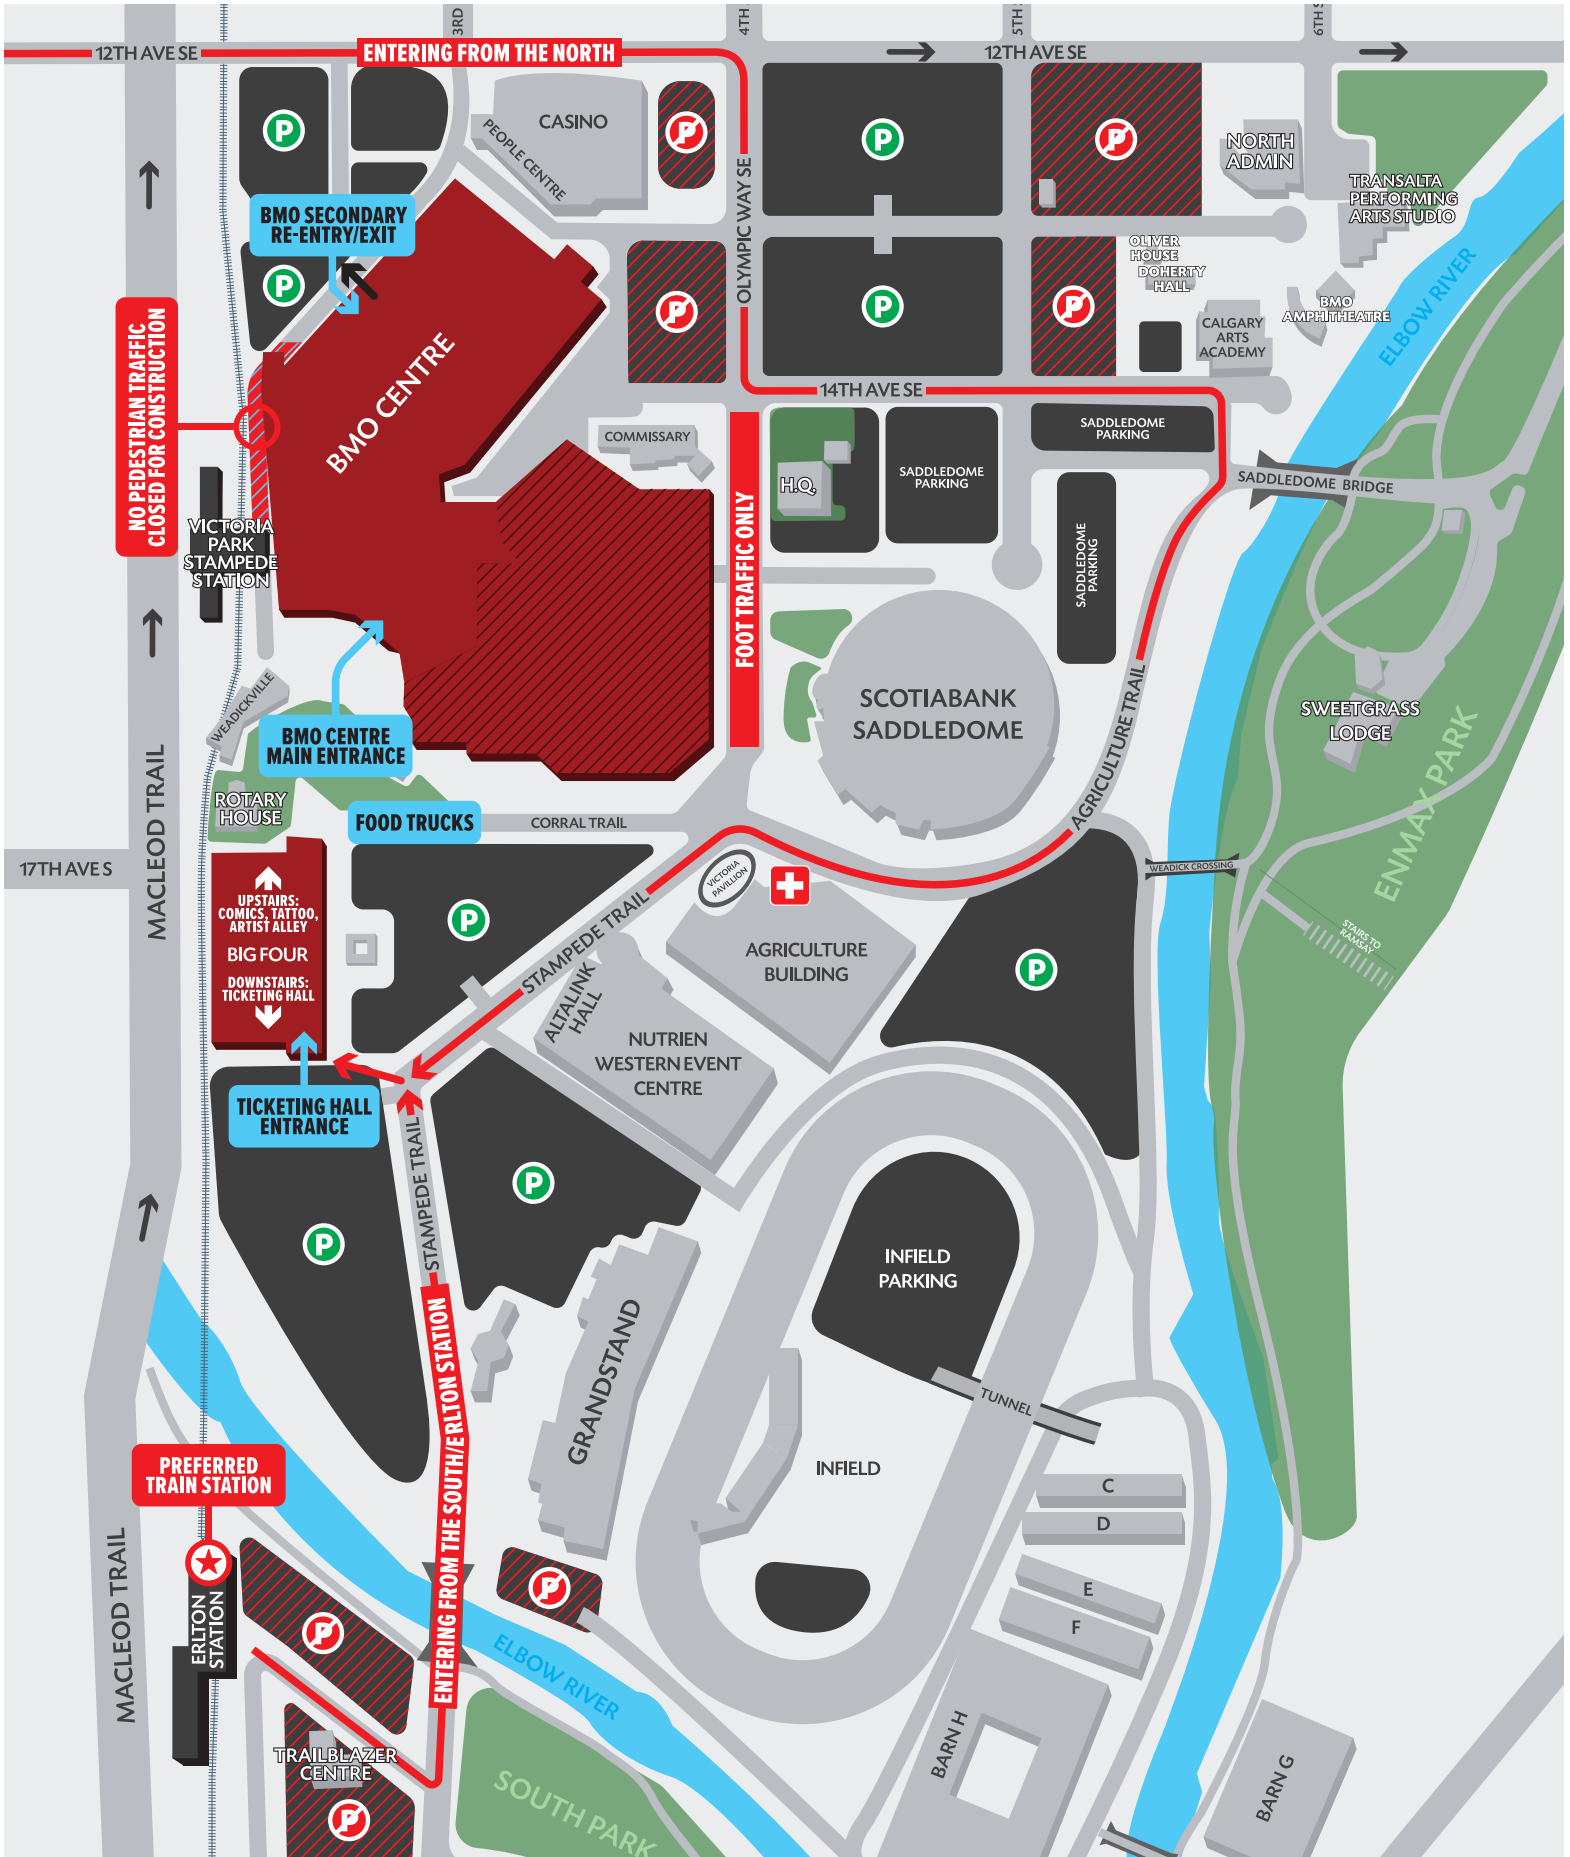 3RD
4TH
5TH
6TH S
12TH AVE SE
ENTERING FROM THE NORTH
12TH AVE SE
CASINO
PEOPLE CENTRE
P
P
P
P
NORTH
ADMIN
TRANSALTA
PERFORMING
ARTS STUDIO
BMO SECONDARY
RE-ENTRY/EXIT
OLYMPIC WAY SE
OLIVER
HOUSE
DOHERTY
HALL
P
P
P
P
BMO
AMPHITHEATRE
ELBOW RIVER
CALGARY
ARTS
ACADEMY
NO PEDESTRIAN TRAFFIC
CLOSED FOR CONSTRUCTION
BMO CENTRE
14TH AVE SE
COMMISSARY
SADDLEDOME
PARKING
SADDLEDOME
PARKING
H.Q.
SADDLEDOME BRIDGE
FOOT TRAFFIC ONLY
SADDLEDOME
PARKING
VICTORIA
PARK
STAMPEDE
STATION
SCOTIABANK
SADDLEDOME
AGRICULTURE TRAIL
SWEETGRASS
LODGE
WEADICKVILLE
BMO CENTRE
MAIN ENTRANCE
MACLEOD TRAIL
ROTARY
HOUSE
FOOD TRUCKS
CORRAL TRAIL
ENMAX PARK
17TH AVE S
VICTORIA
PAVILLION
WEADICK CROSSING
UPSTAIRS:
COMICS, TATTOO,
ARTIST ALLEY
BIG FOUR
DOWNSTAIRS:
TICKETING HALL
P
STAMPEDE TRAIL
AGRICULTURE
BUILDING
P
STAIRS TO
RAMSAY
ALTALINK
HALL
NUTRIEN
WESTERN EVENT
CENTRE
TICKETING HALL
ENTRANCE
STAMPEDE TRAIL
P
P
INFIELD
PARKING
GRANDSTAND
TUNNEL
ENTERING FROM THE SOUTH/ERLTON STATION
INFIELD
PREFERRED
TRAIN STATION
C
D
E
F
MACLEOD TRAIL
ERLTON
STATION
P
P
ELBOW RIVER
TRAILBLAZER
CENTRE
P
SOUTH PARK
BARN H
BARN G